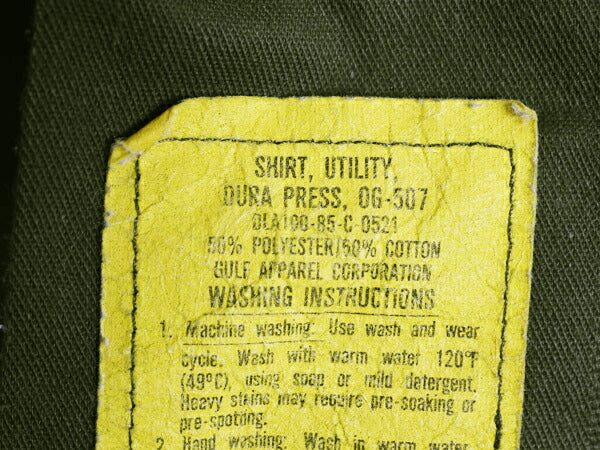 SHIRT, UTILITY,
DURA PRESS, OG-507
DLA100-85-C-0521
50% POLYESTER/50% COTTON
GULF APPAREL CORPORATION
WASHING INSTRUCTIONS
1. Machine washing: Use wash and wear
cycle. Wash with warm water 120°F
(49°C), using soap or mild detergent.
Heavy stains may require pre-soaking or
pre-spotting.
2. Hand washing: Wash in warm water